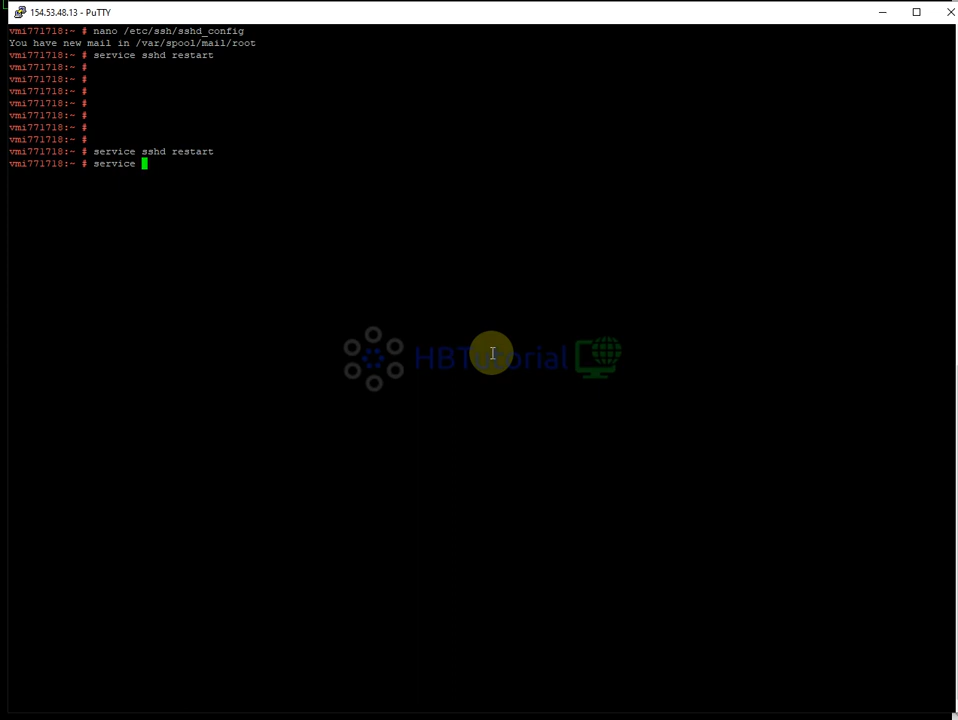 154.53.48.13 - PuTTY
vmi771718:~ # nano /etc/ssh/sshd_config
You have new mail in /var/spool/mail/root
vmi771718:~ # service sshd restart
vmi771718:~ #
vmi771718:~ #
vmi771718:~ #
vmi771718:~ #
vmi771718:~ #
vmi771718:~ #
vmi771718:~ #
vmi771718:~ # service sshd restart
vmi771718:~ # service
HBTutorial